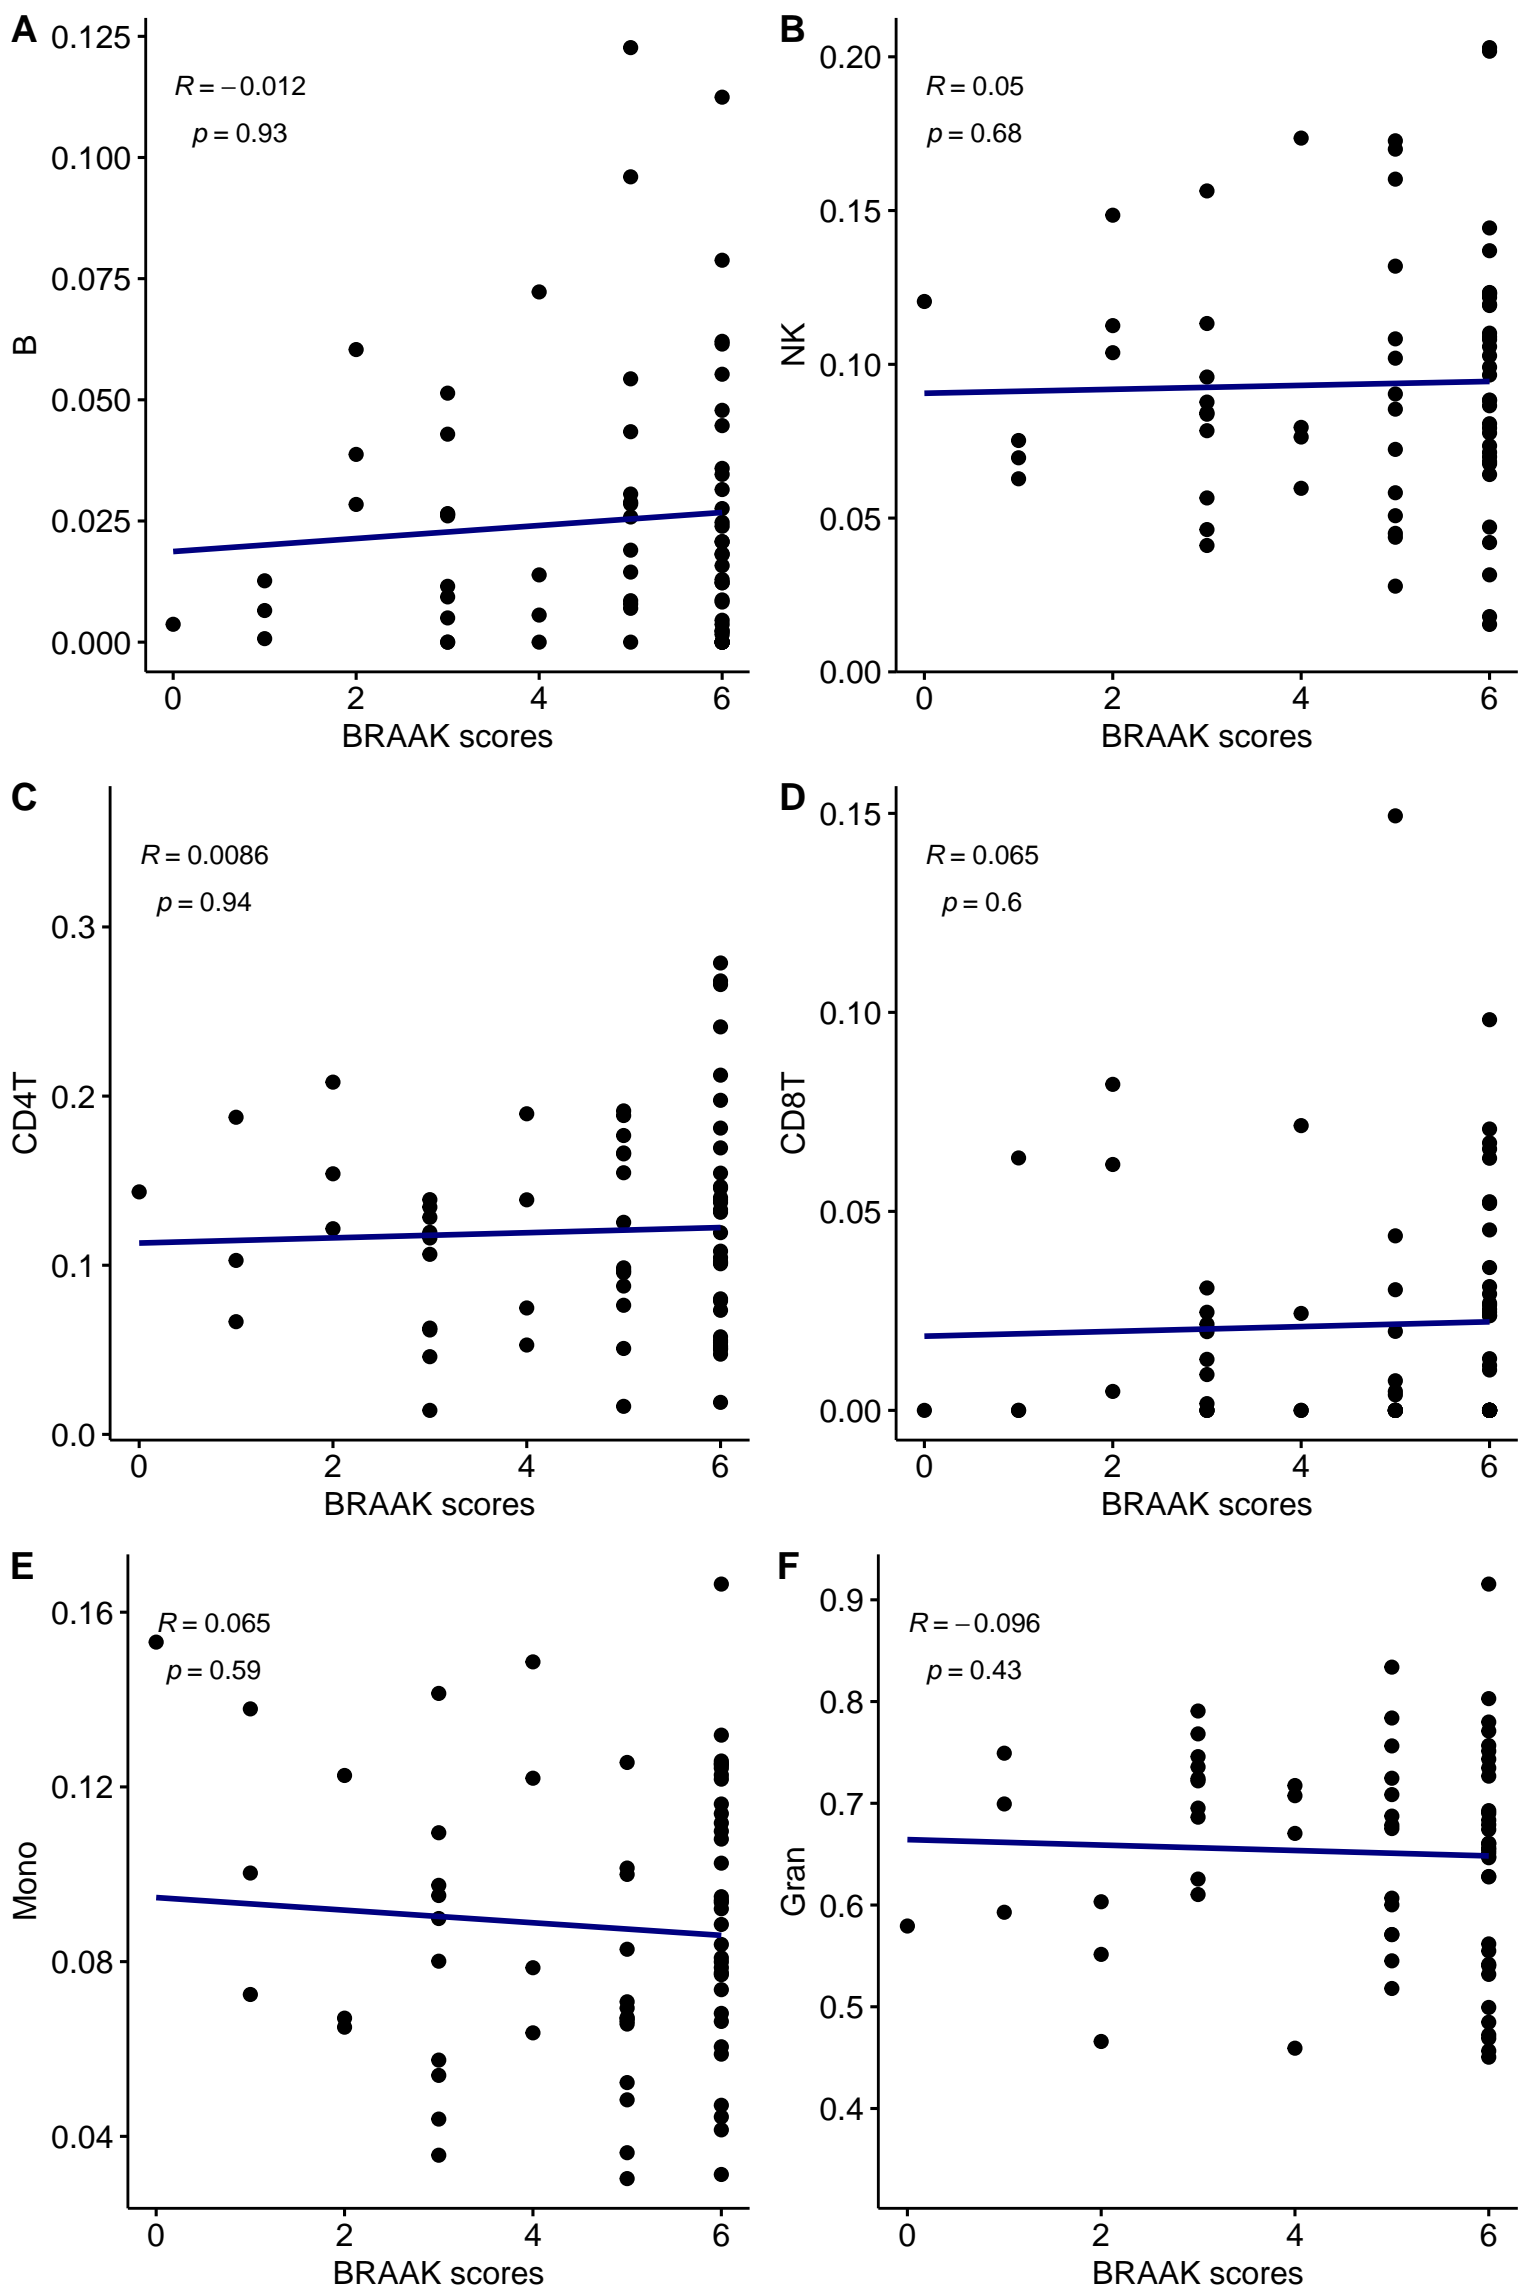 A
0.125
0.100
0.075
0.050
0.025
0.000
B
R = −0.012
p = 0.93
0 2 4 6
BRAAK scores
B
0.20
0.15
0.10
0.05
0.00
NK
R = 0.05
p = 0.68
0 2 4 6
BRAAK scores
C
0.3
0.2
0.1
0.0
CD4T
R = 0.0086
p = 0.94
0 2 4 6
BRAAK scores
D
0.15
0.10
0.05
0.00
CD8T
R = 0.065
p = 0.6
0 2 4 6
BRAAK scores
E
0.16
0.12
0.08
0.04
Mono
R = 0.065
p = 0.59
0 2 4 6
BRAAK scores
F
0.9
0.8
0.7
0.6
0.5
0.4
Gran
R = −0.096
p = 0.43
0 2 4 6
BRAAK scores